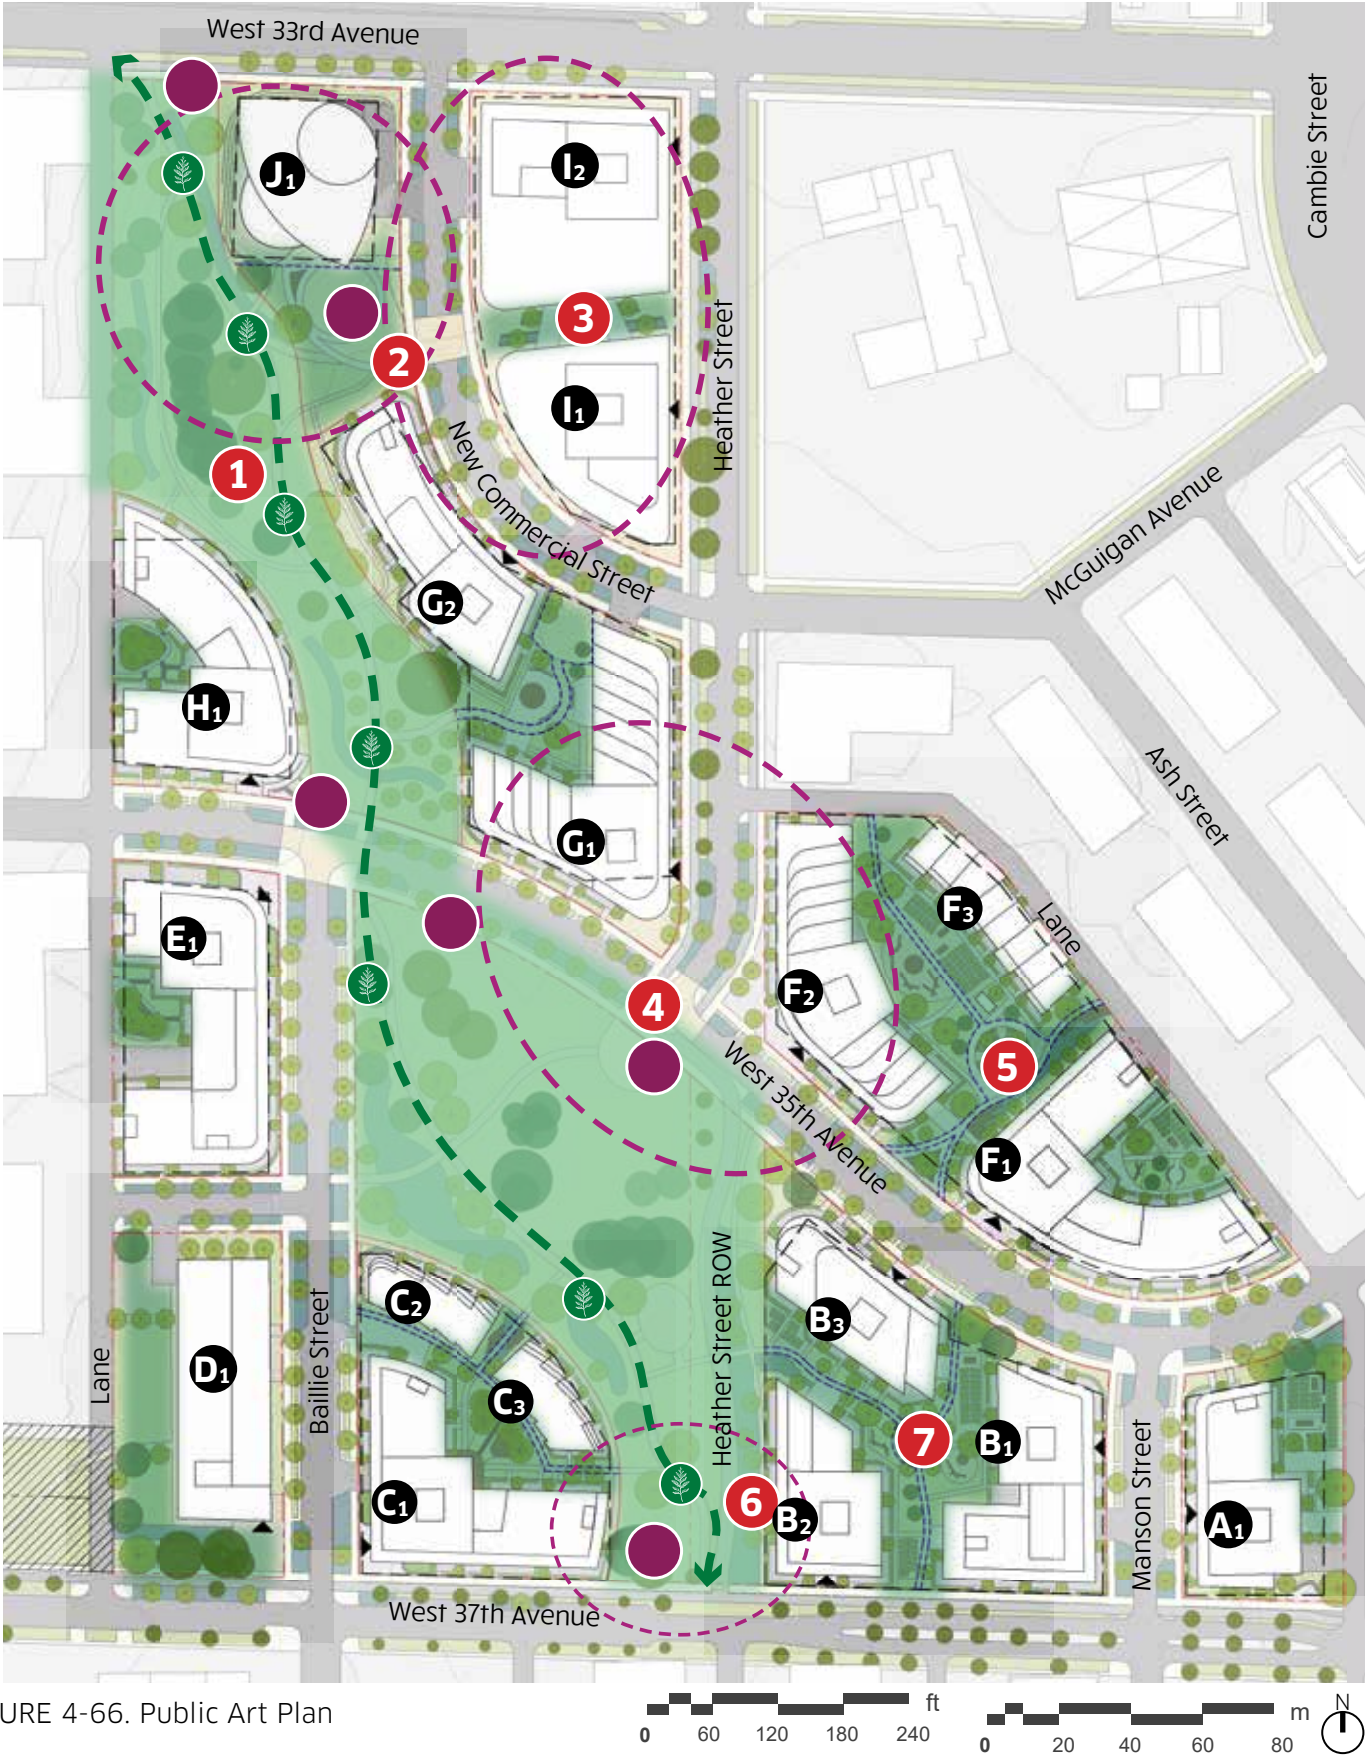 West 33rd Avenue
Cambie Street
J1
I2
3
2
Heather Street
I1
1
New Commercial Street
McGuigan Avenue
G2
H1
Ash Street
G1
F3
E1
Lane
F2
4
5
West 35th Avenue
F1
Heather Street ROW
C2
B3
D1
Lane
Baillie Street
C3
7
B1
Manson Street
C1
6
B2
A1
West 37th Avenue
URE 4-66. Public Art Plan
ft
0 60 120 180 240
m
0 20 40 60 80
N